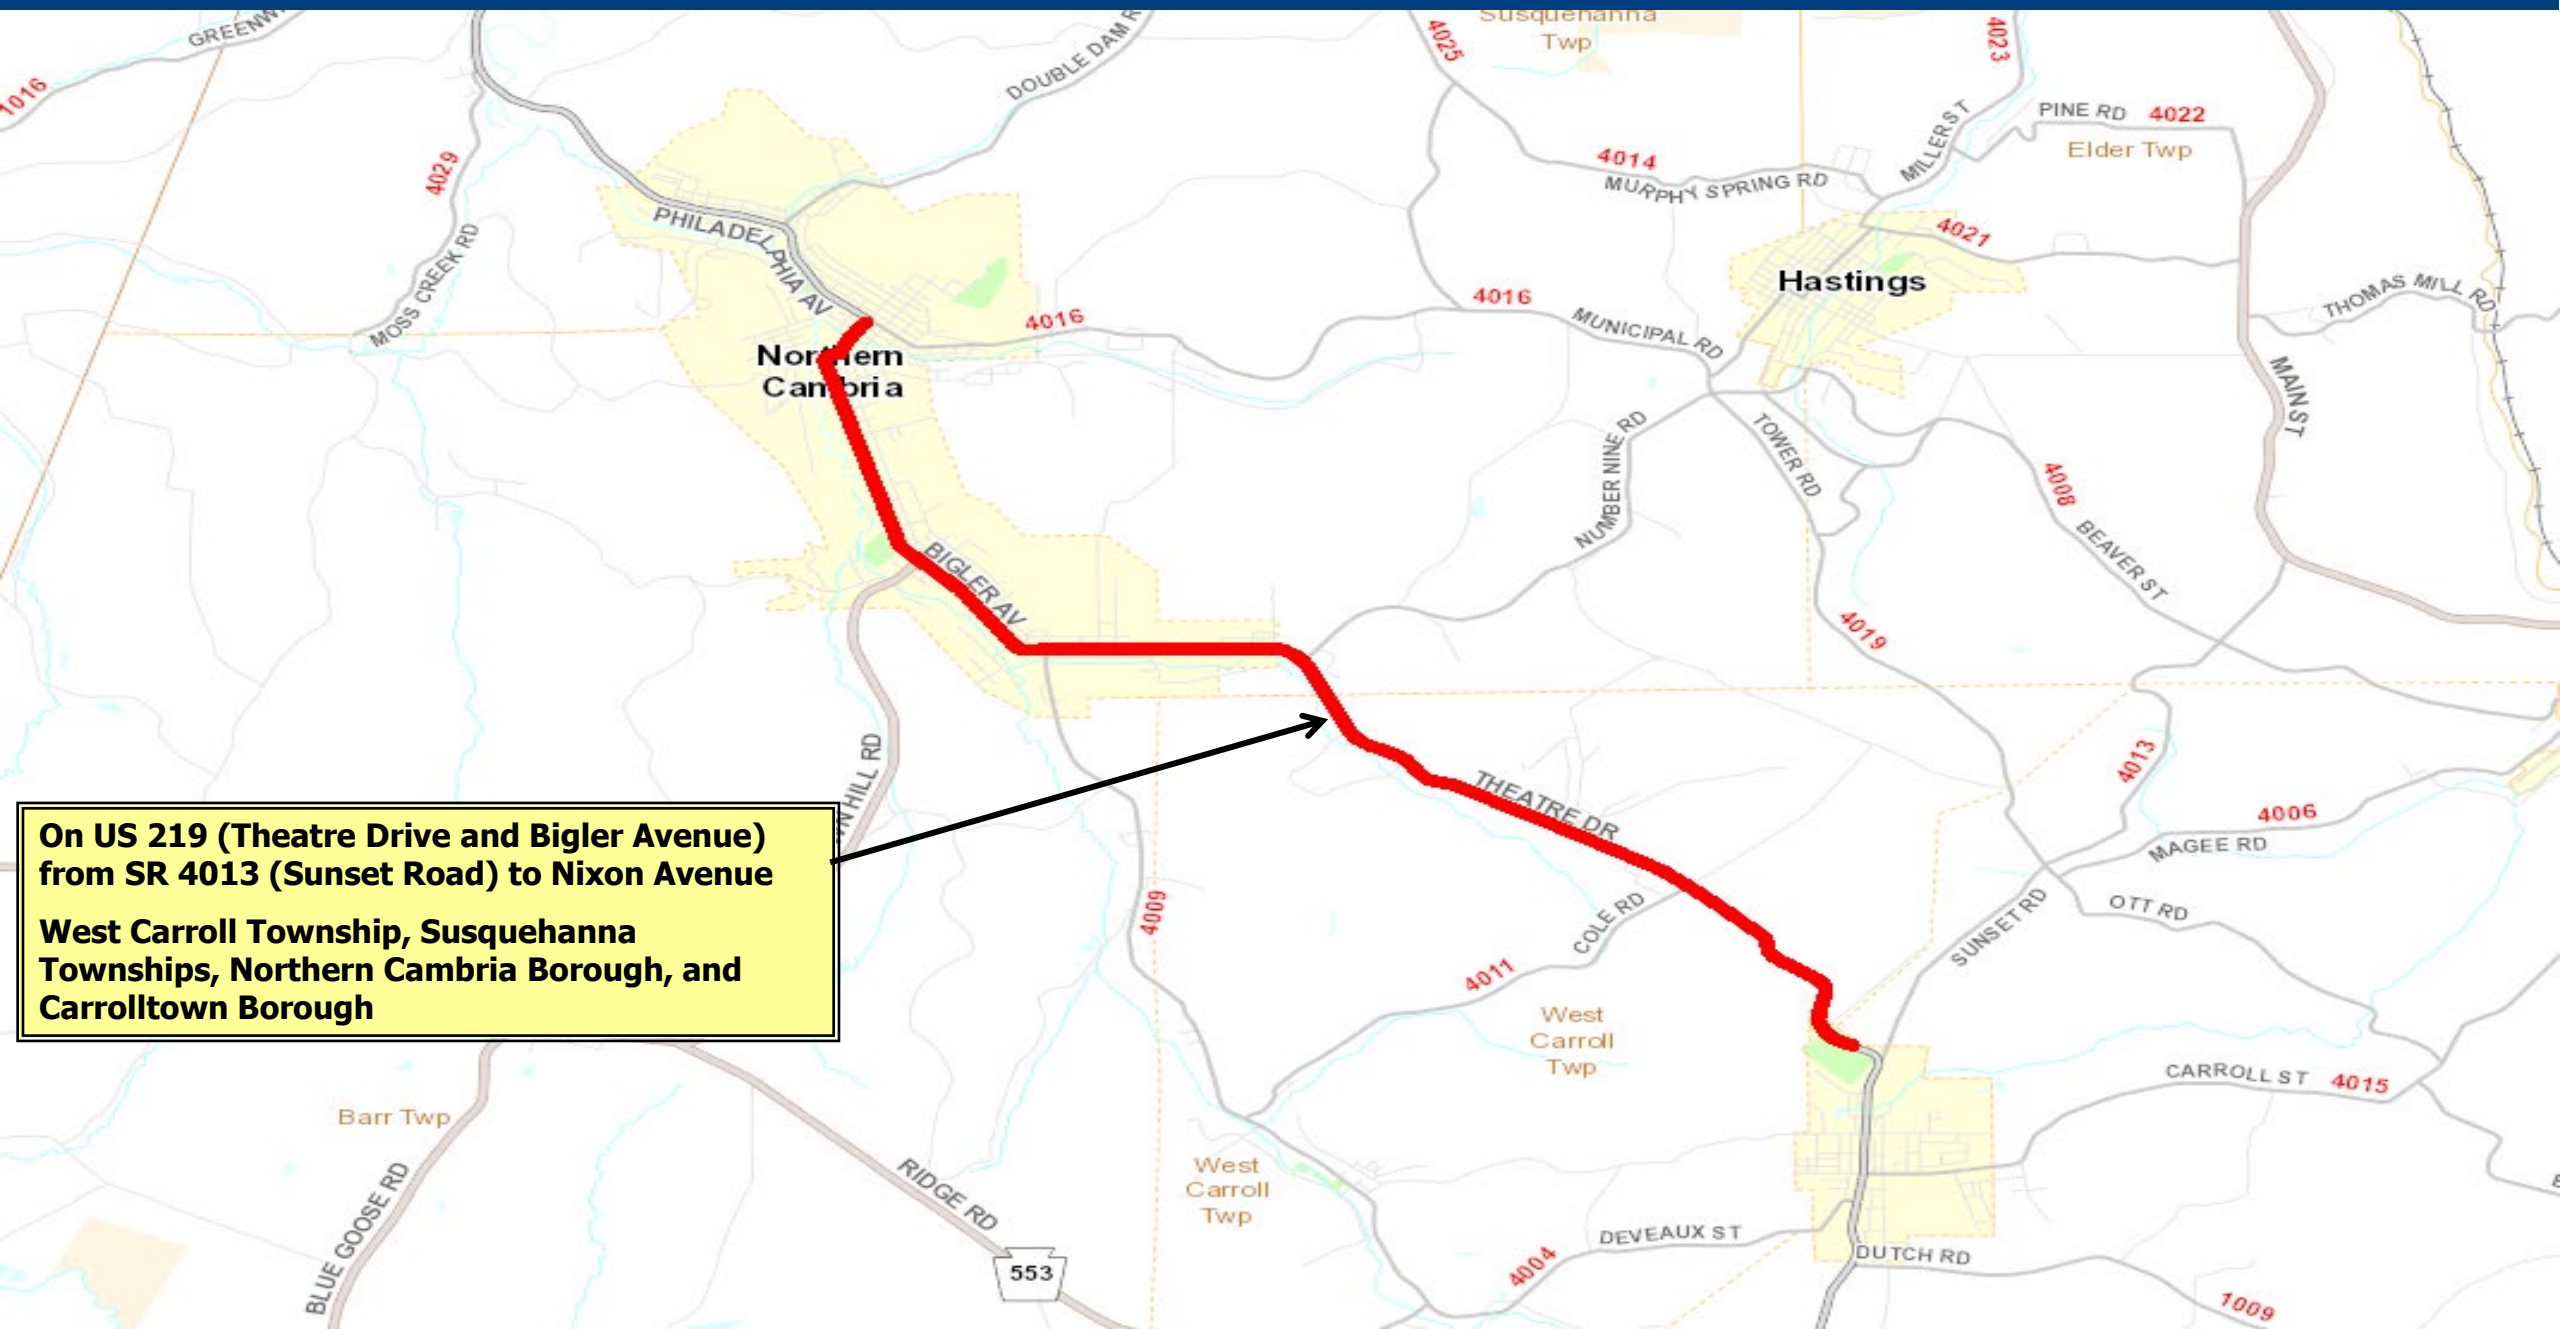 GREENW
Susquehanna
Twp
4025
4023
1016
DOUBLE DAM R
PINE RD 4022
MILLER ST
Elder Twp
4029
4014
MURPHY SPRING RD
PHILADELPHIA AV
4021
MOSS CREEK RD
Hastings
THOMAS MILL RD
4016
4016
MUNICIPAL RD
Northern
Cambria
MAIN ST
NUMBER NINE RD
TOWER RD
4008
BEAVER ST
BIGLER AV
4019
4013
WN HILL RD
THEATRE DR
4006
MAGEE RD
On US 219 (Theatre Drive and Bigler Avenue)
from SR 4013 (Sunset Road) to Nixon Avenue
West Carroll Township, Susquehanna
Townships, Northern Cambria Borough, and
Carrolltown Borough
4009
COLE RD
SUNSET RD
OTT RD
4011
West
Carroll
Twp
CARROLL ST 4015
Barr Twp
RIDGE RD
West
Carroll
Twp
BLUE GOOSE RD
553
DEVEAUX ST
4004
DUTCH RD
1009